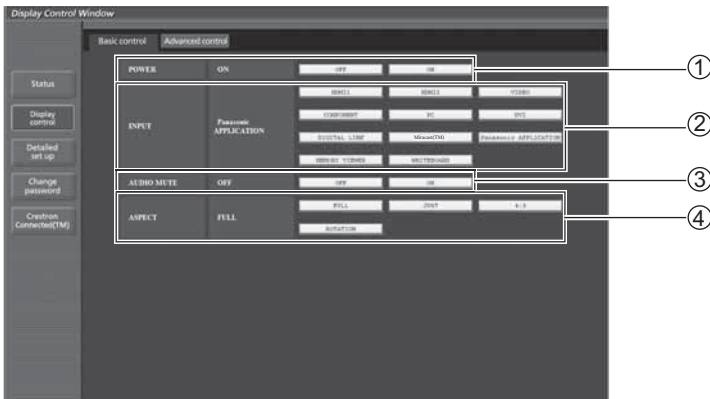 Display Control Window
Basic control Advanced control
POWER ON OFF ON ①
Status
HDMI1 HDMI2 VIDEO
Display control
COMPONENT PC DVI ②
INPUT Panasonic APPLICATION
DIGITAL LINK Miracast(TM) Panasonic APPLICATION
Detailed set up
MEMORY VIEWER WHITEBOARD
Change password
AUDIO MUTE OFF OFF ON ③
FULL JUST 4:3 ④
Crestron Connected(TM)
ASPECT FULL
ROTATION